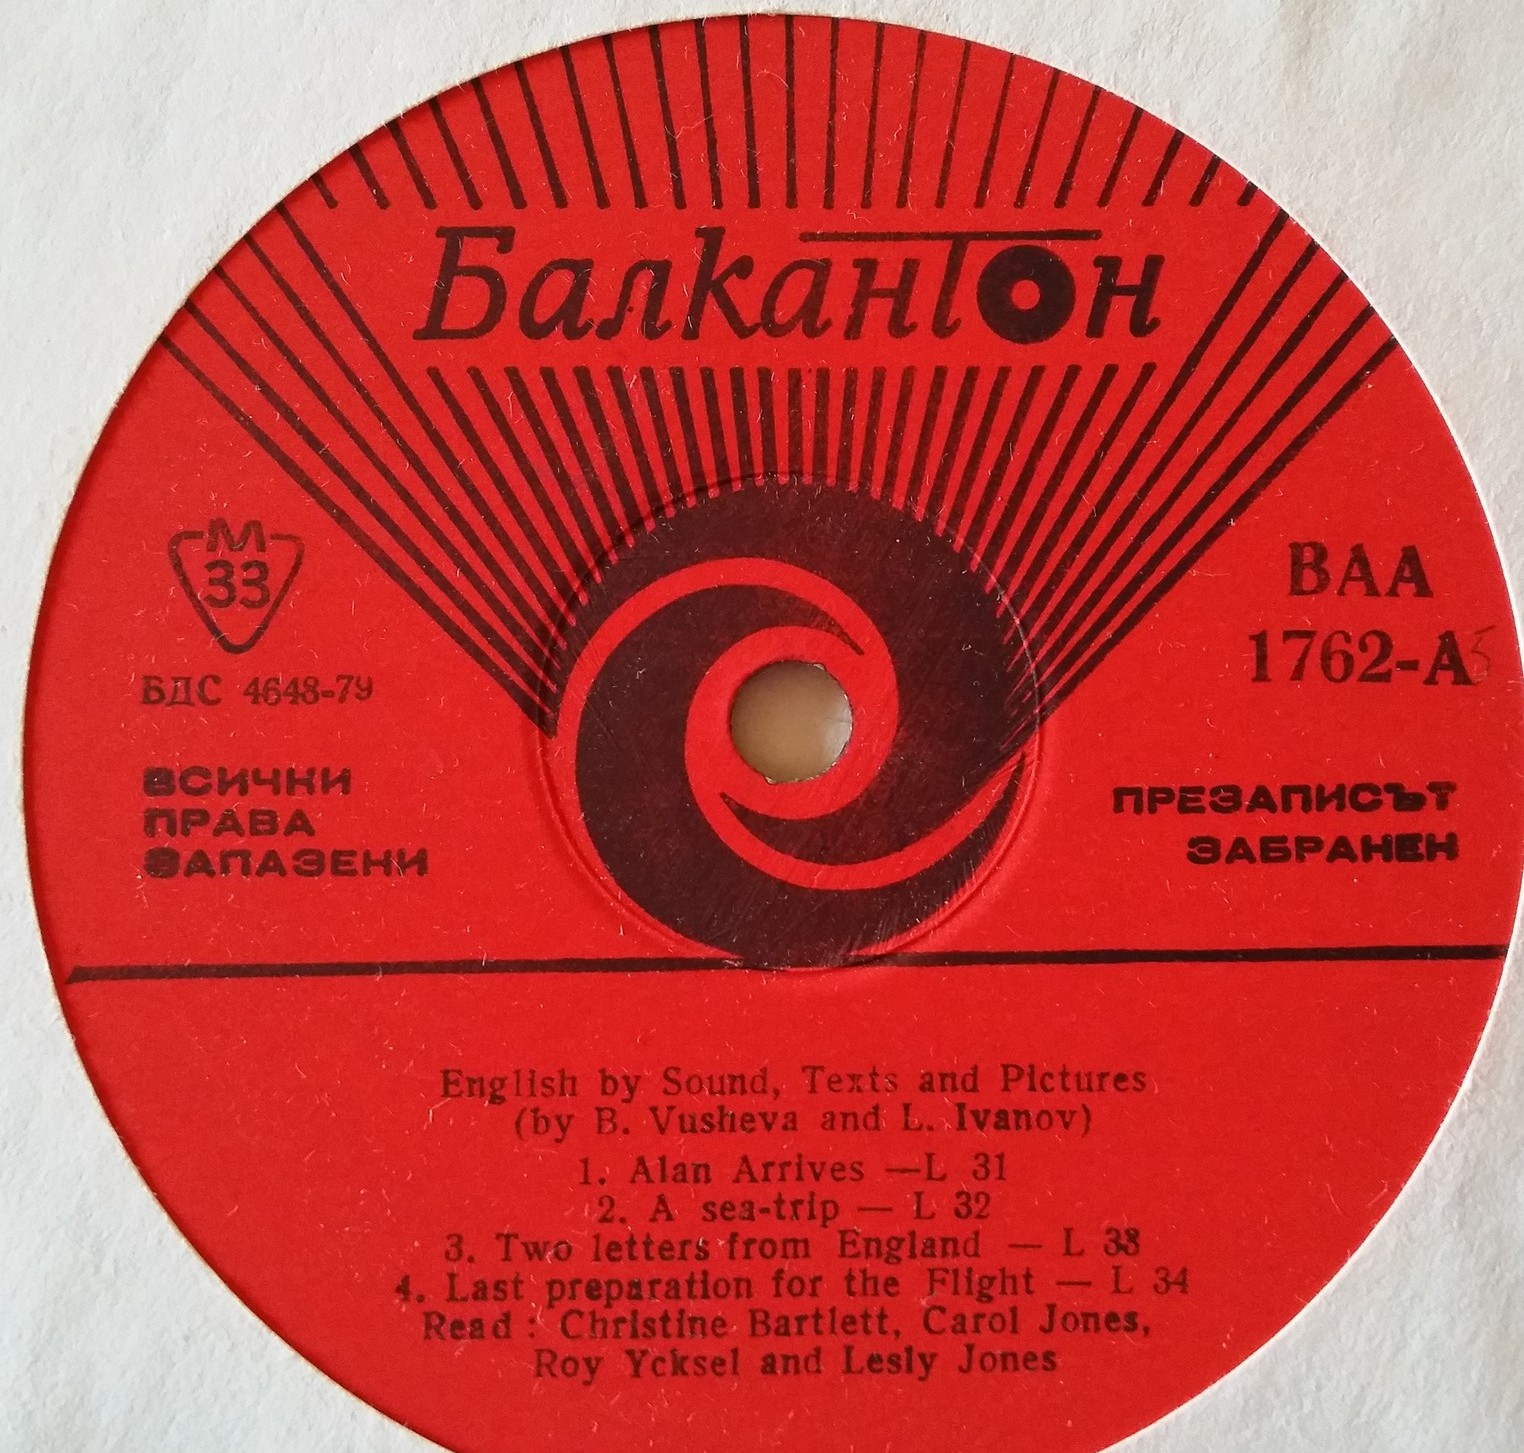 Балкантон
М
33
БДС 4648-79
ВСИЧКИ
ПРАВА
ЗАПАЗЕНИ
ВАА
1762-А5
ПРЕЗАПИСЪТ
ЗАБРАНЕН
English by Sound, Texts and Pictures
(by B. Vusheva and L. Ivanov)
1. Alan Arrives —L 31
2. A sea-trip — L 32
3. Two letters from England — L 33
4. Last preparation for the Flight — L 34
Read : Christine Bartlett, Carol Jones,
Roy Ycksel and Lesly Jones